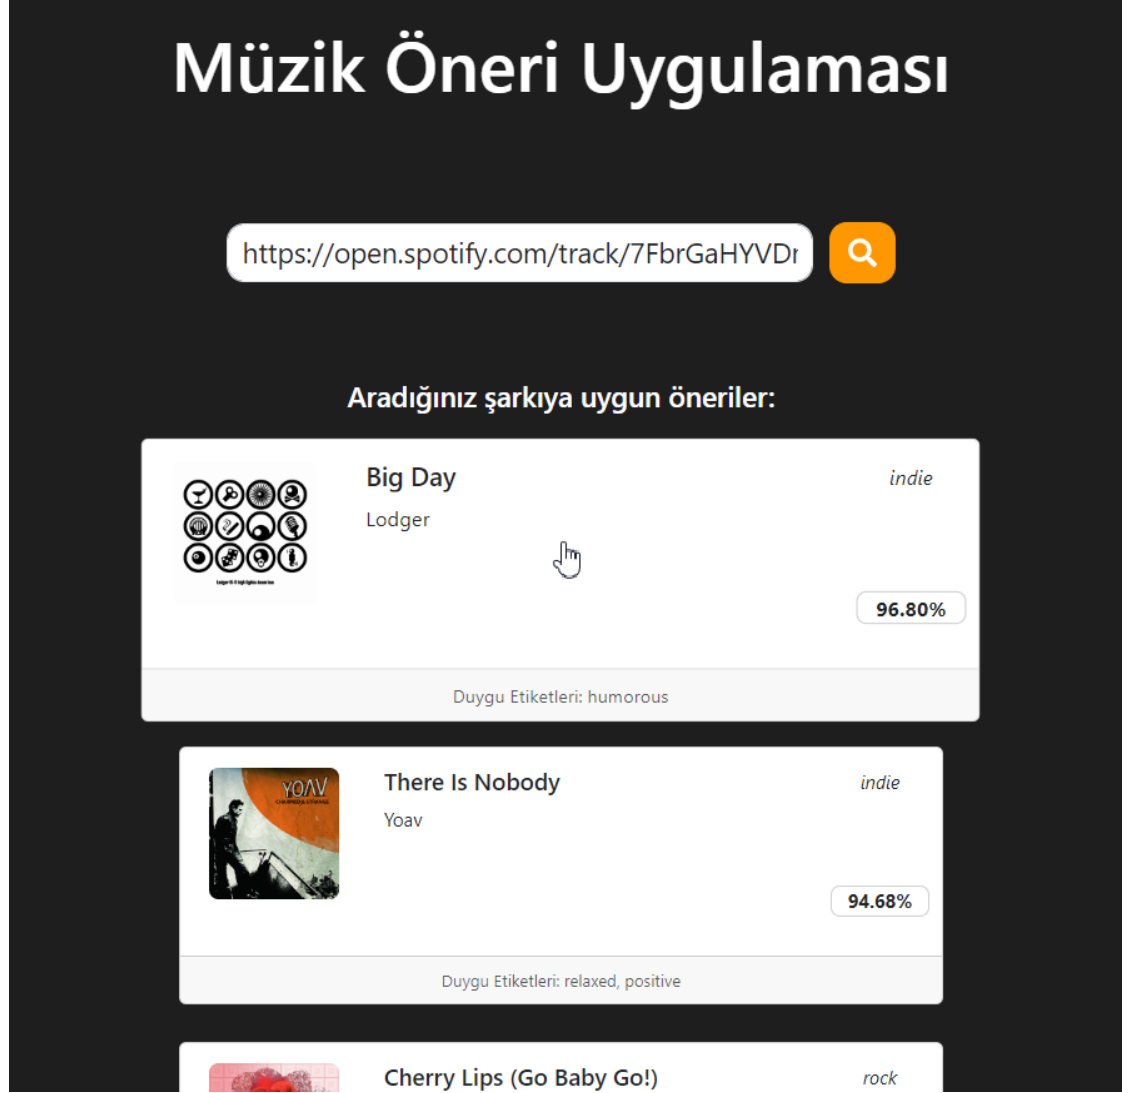 Müzik Öneri Uygulaması
https://open.spotify.com/track/7FbrGaHYVDr
Aradığınız şarkıya uygun öneriler:
Big Day
indie
Lodger
96.80%
Duygu Etiketleri: humorous
YOAV
There Is Nobody
indie
Yoav
94.68%
Duygu Etiketleri: relaxed, positive
Cherry Lips (Go Baby Go!)
rock